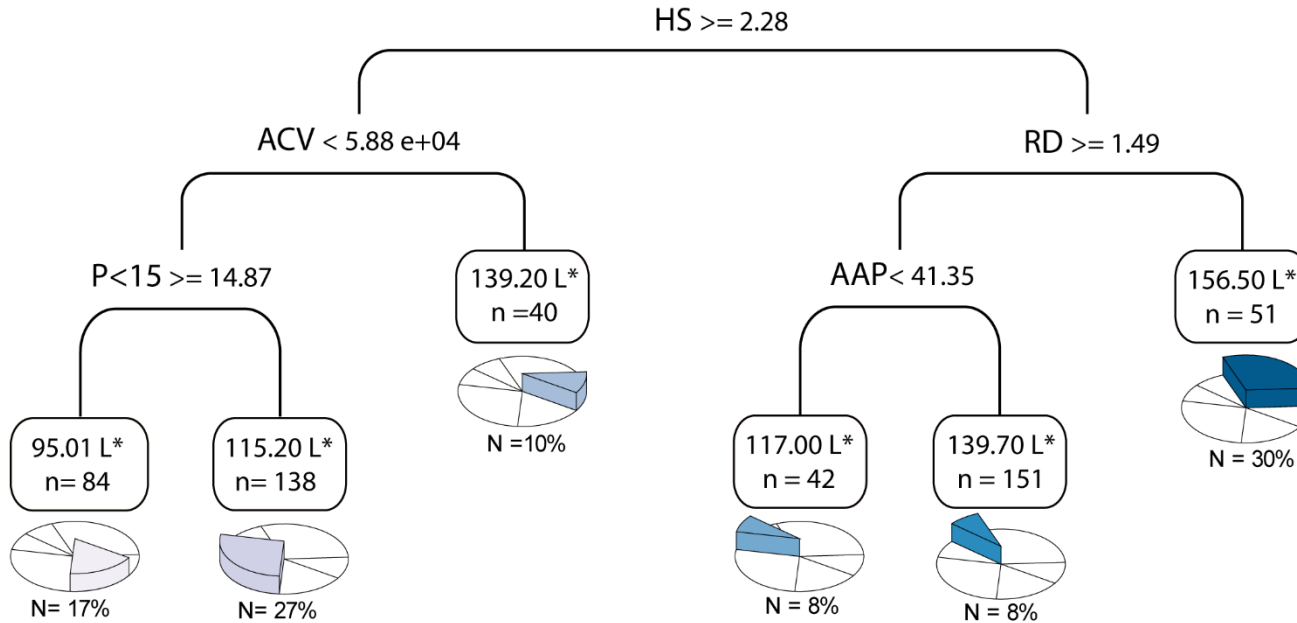 HS >= 2.28
ACV < 5.88 e+04
RD >= 1.49
P<15 >= 14.87
139.20 L*
n =40
N =10%
AAP< 41.35
156.50 L*
n = 51
N = 30%
95.01 L*
n= 84
N= 17%
115.20 L*
n= 138
N= 27%
117.00 L*
n = 42
N = 8%
139.70 L*
n = 151
N = 8%